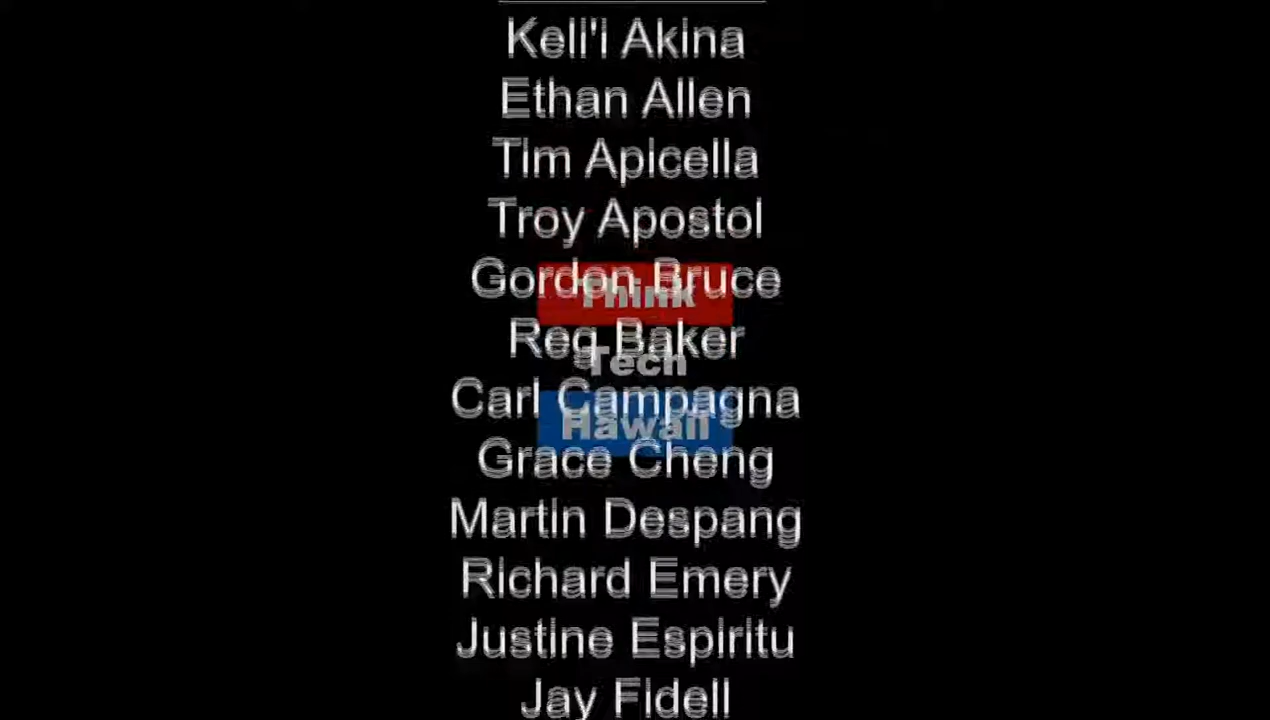 Keli'i Akina
Ethan Allen
Tim Apicella
Troy Apostol
Gordon Bruce
Think
Reg Baker
Tech
Carl Campagna
Hawaii
Grace Cheng
Martin Despang
Richard Emery
Justine Espiritu
Jay Fidell